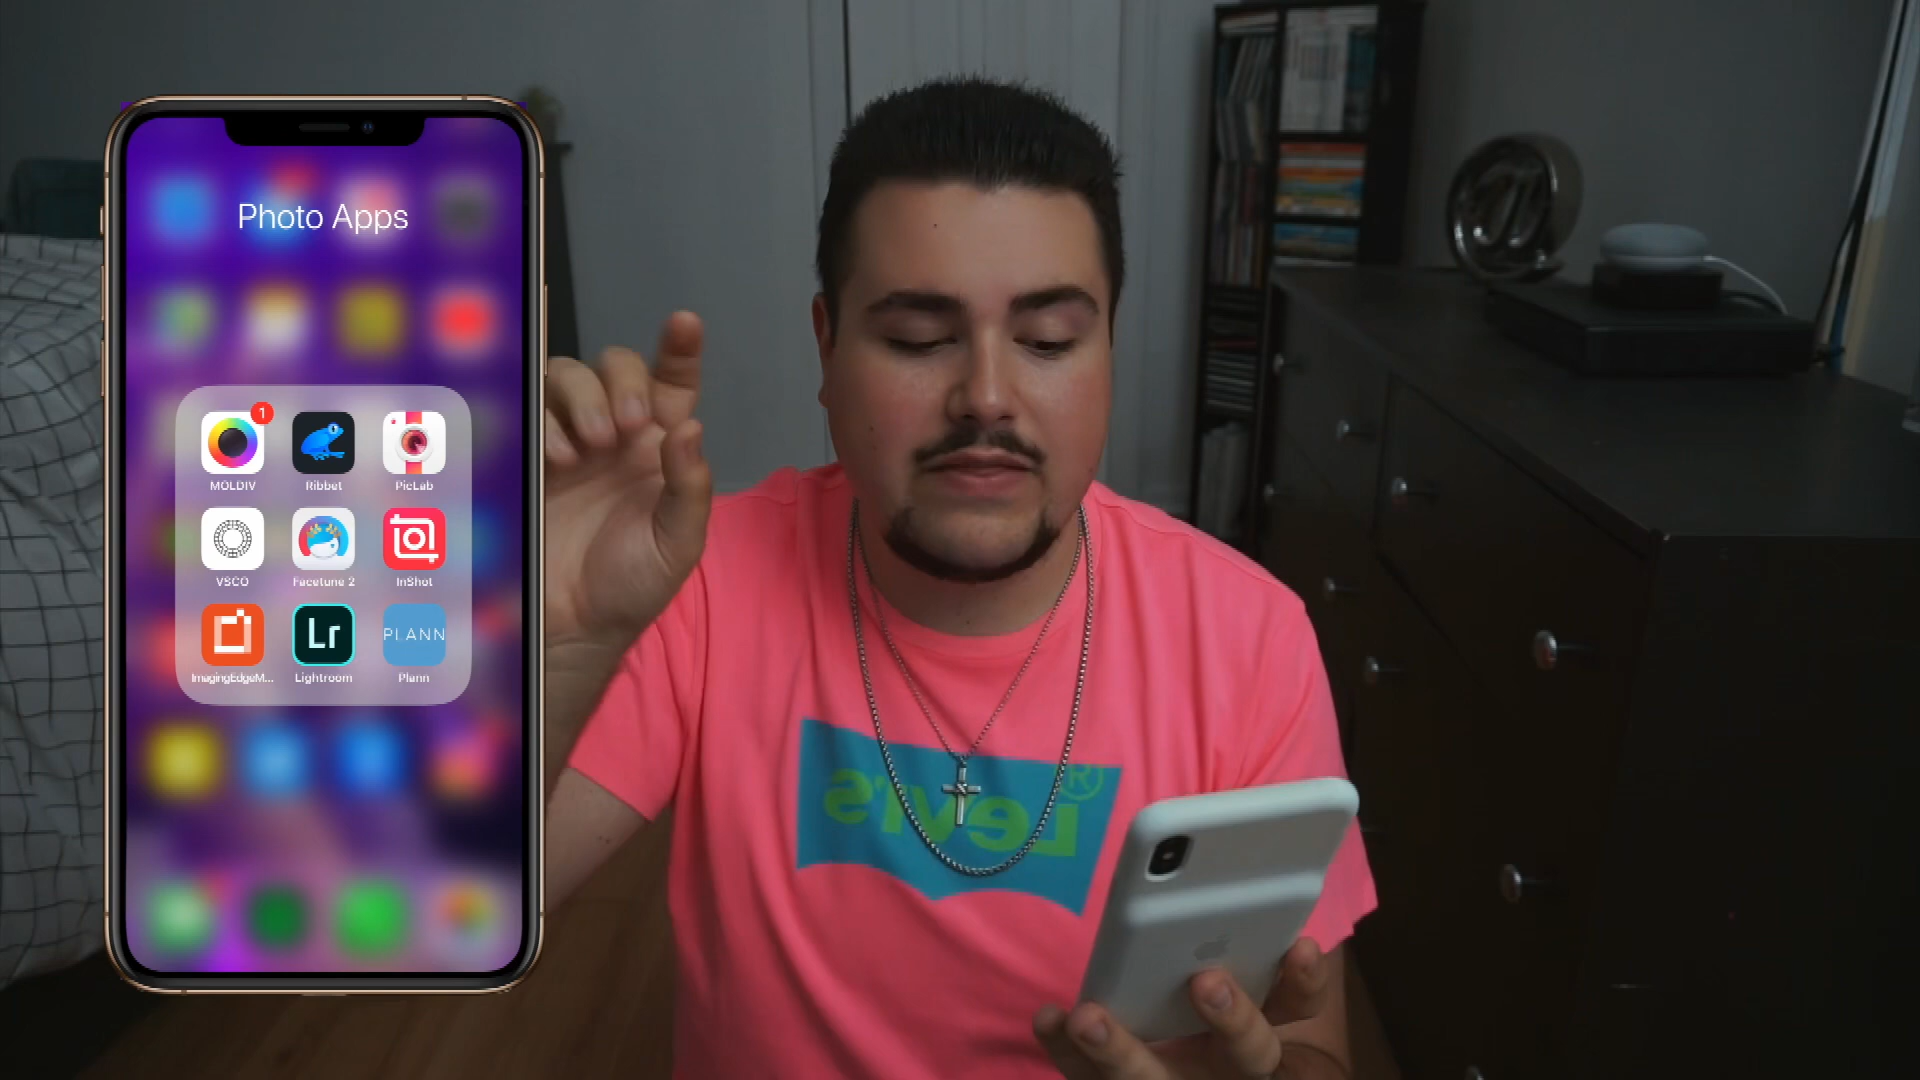 Photo Apps
1
MOLDIV
Ribbet
PicLab
VSCO
Facetune 2
InShot
Lr
PLANN
ImagingEdgeM...
Lightroom
Plann
Levi's
®